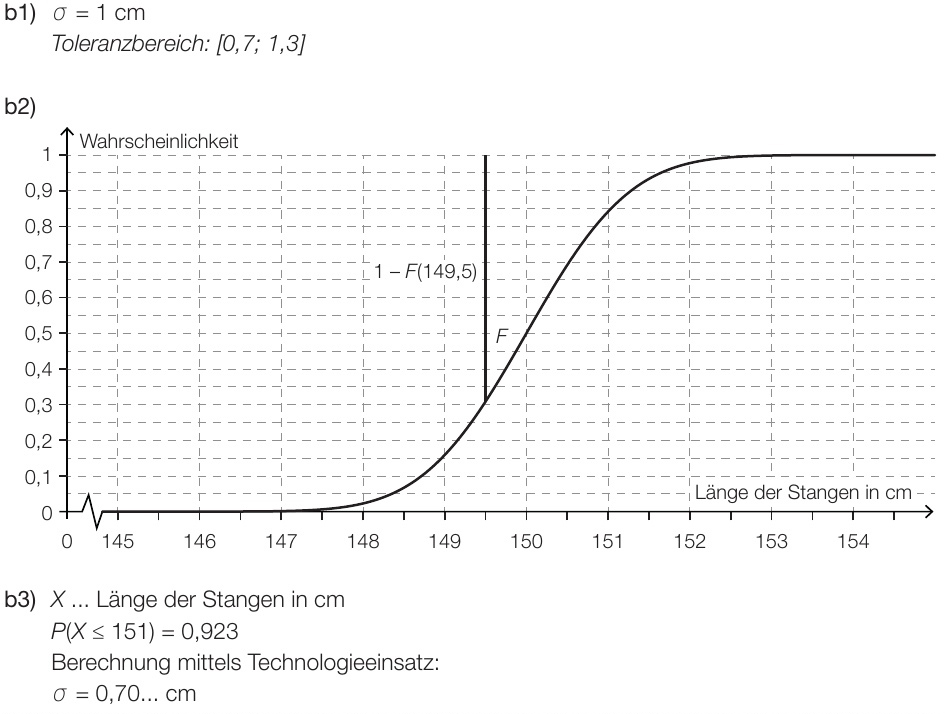 b1) σ = 1 cm
Toleranzbereich: [0,7; 1,3]
b2)
Wahrscheinlichkeit
1
0,9
0,8
0,7
0,6
0,5
0,4
0,3
0,2
0,1
0
1 – F(149,5)
F
Länge der Stangen in cm
0 145 146 147 148 149 150 151 152 153 154
b3) X ... Länge der Stangen in cm
P(X ≤ 151) = 0,923
Berechnung mittels Technologieeinsatz:
σ = 0,70... cm